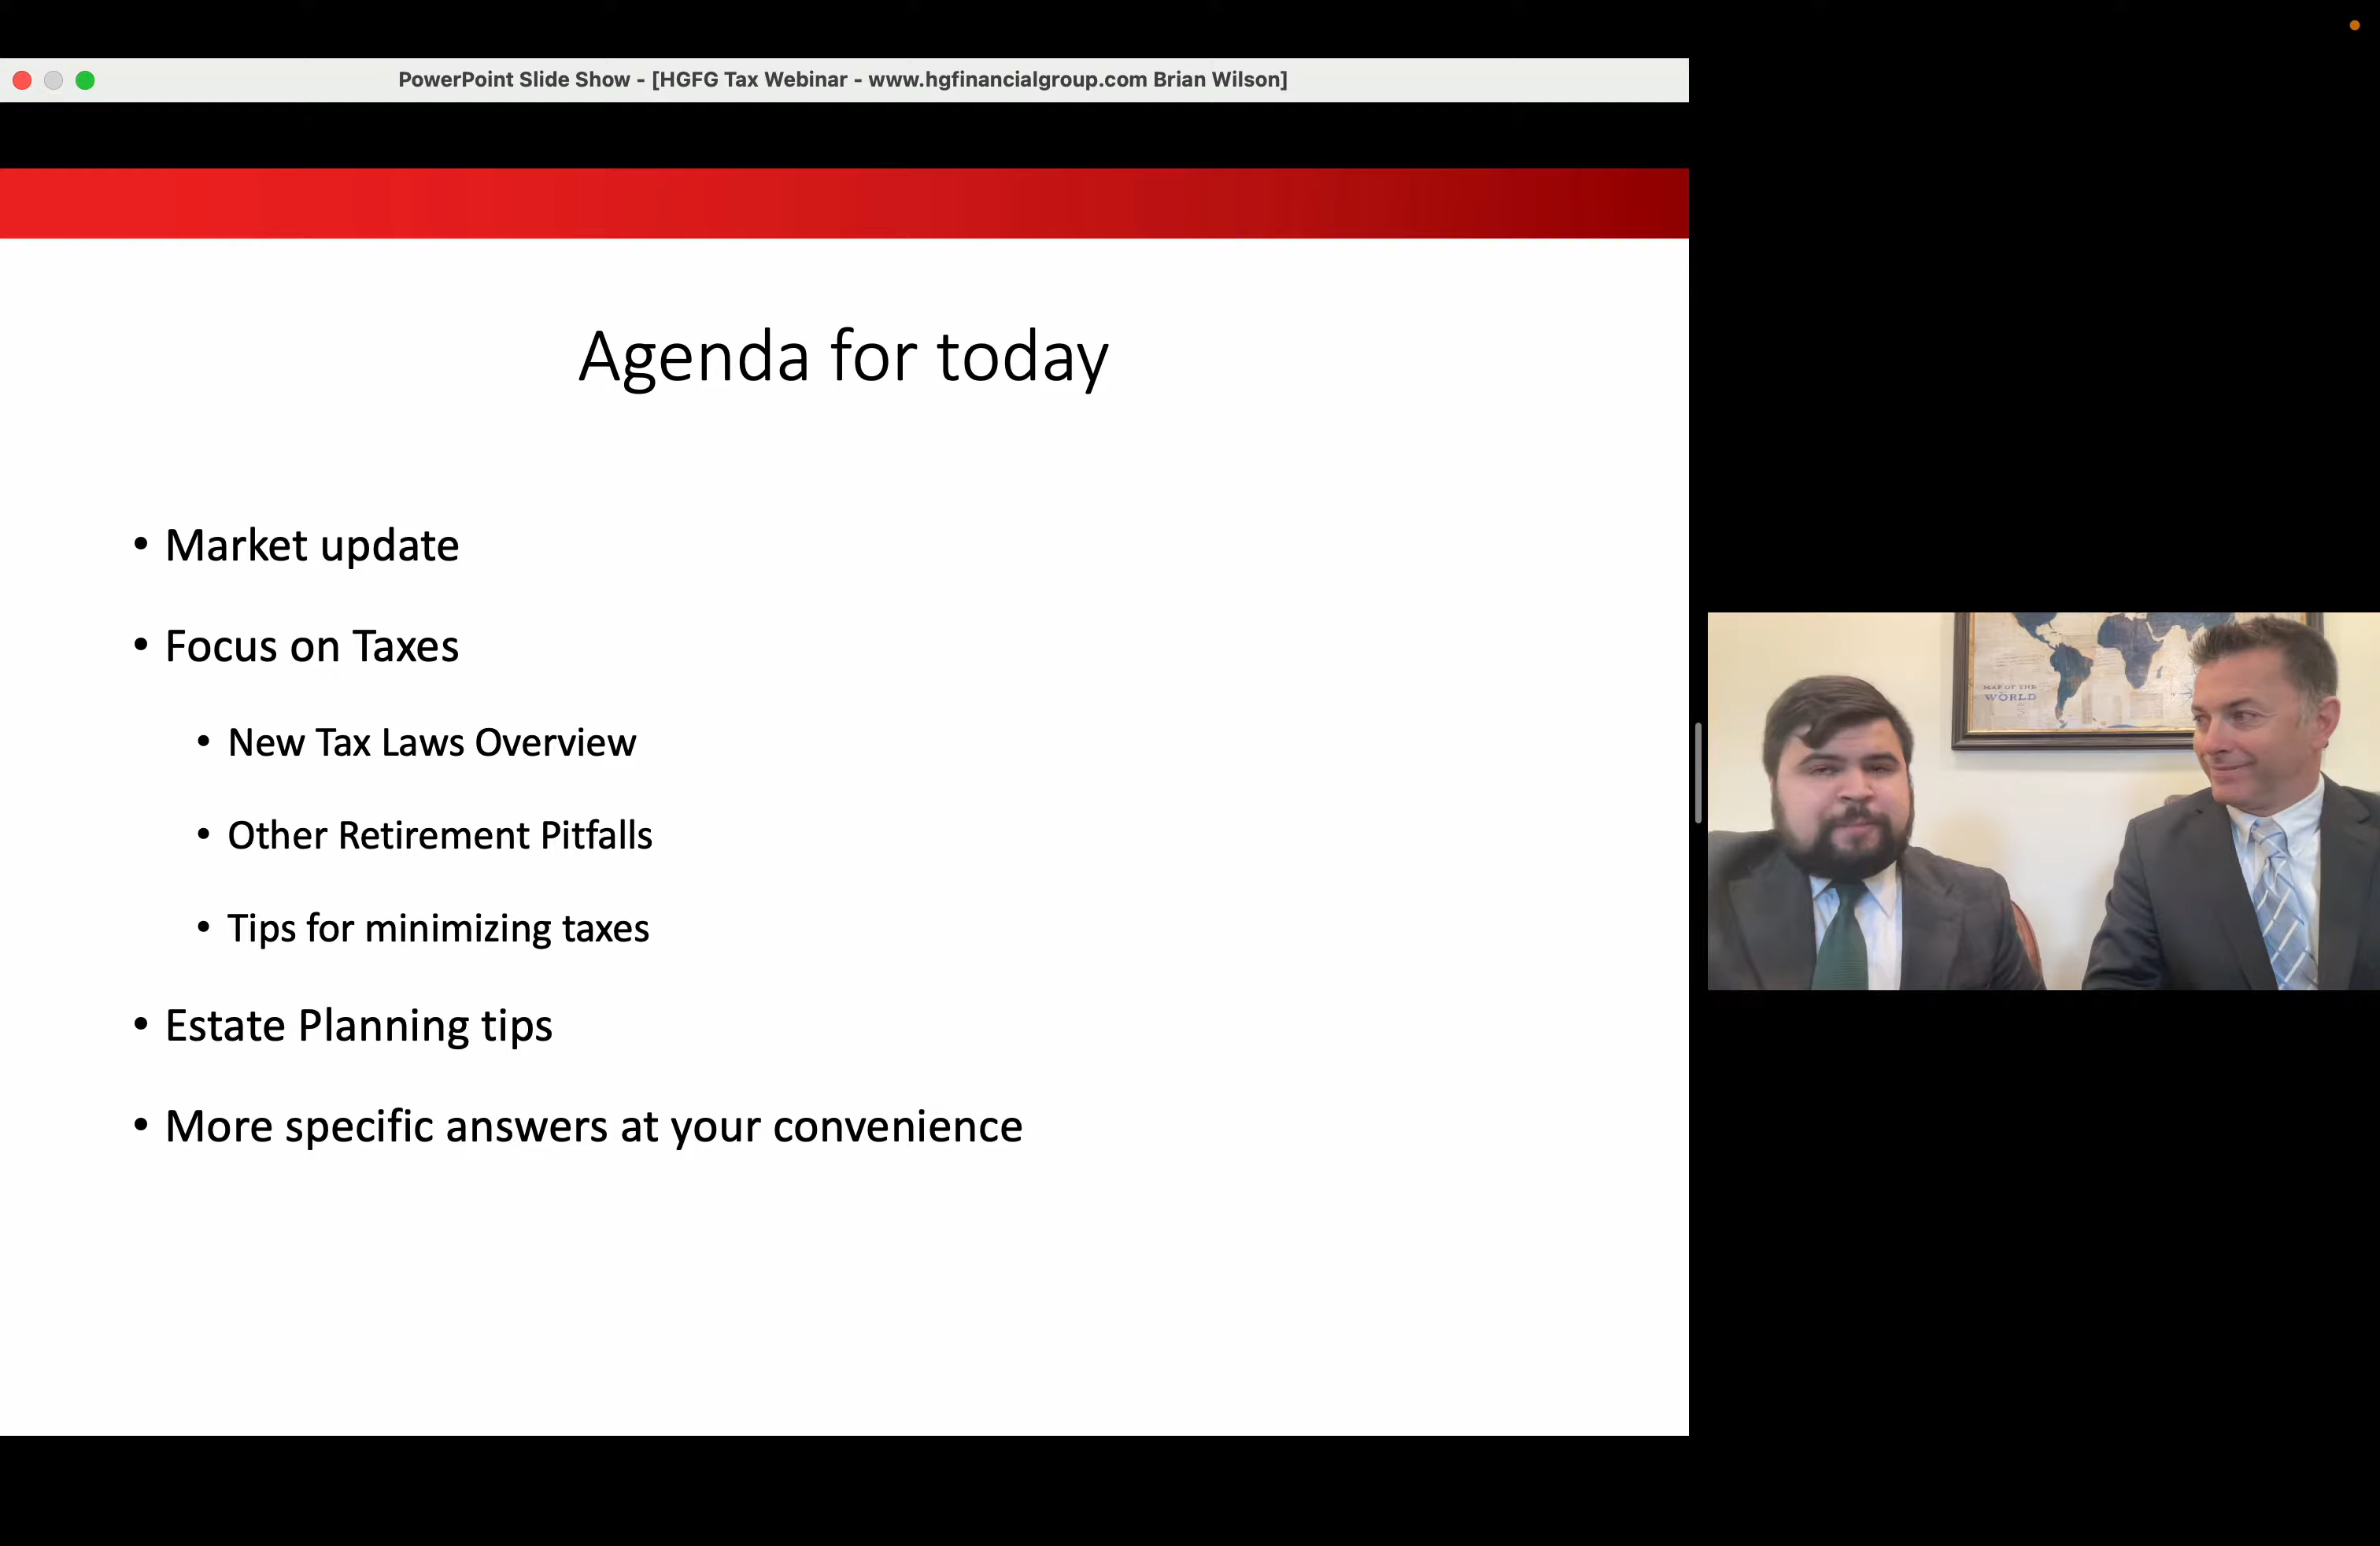 PowerPoint Slide Show - [HGFG Tax Webinar - www.hgfinancialgroup.com Brian Wilson]
Agenda for today
• Market update
• Focus on Taxes
• New Tax Laws Overview
• Other Retirement Pitfalls
• Tips for minimizing taxes
• Estate Planning tips
• More specific answers at your convenience
MAP OF THE
WORLD